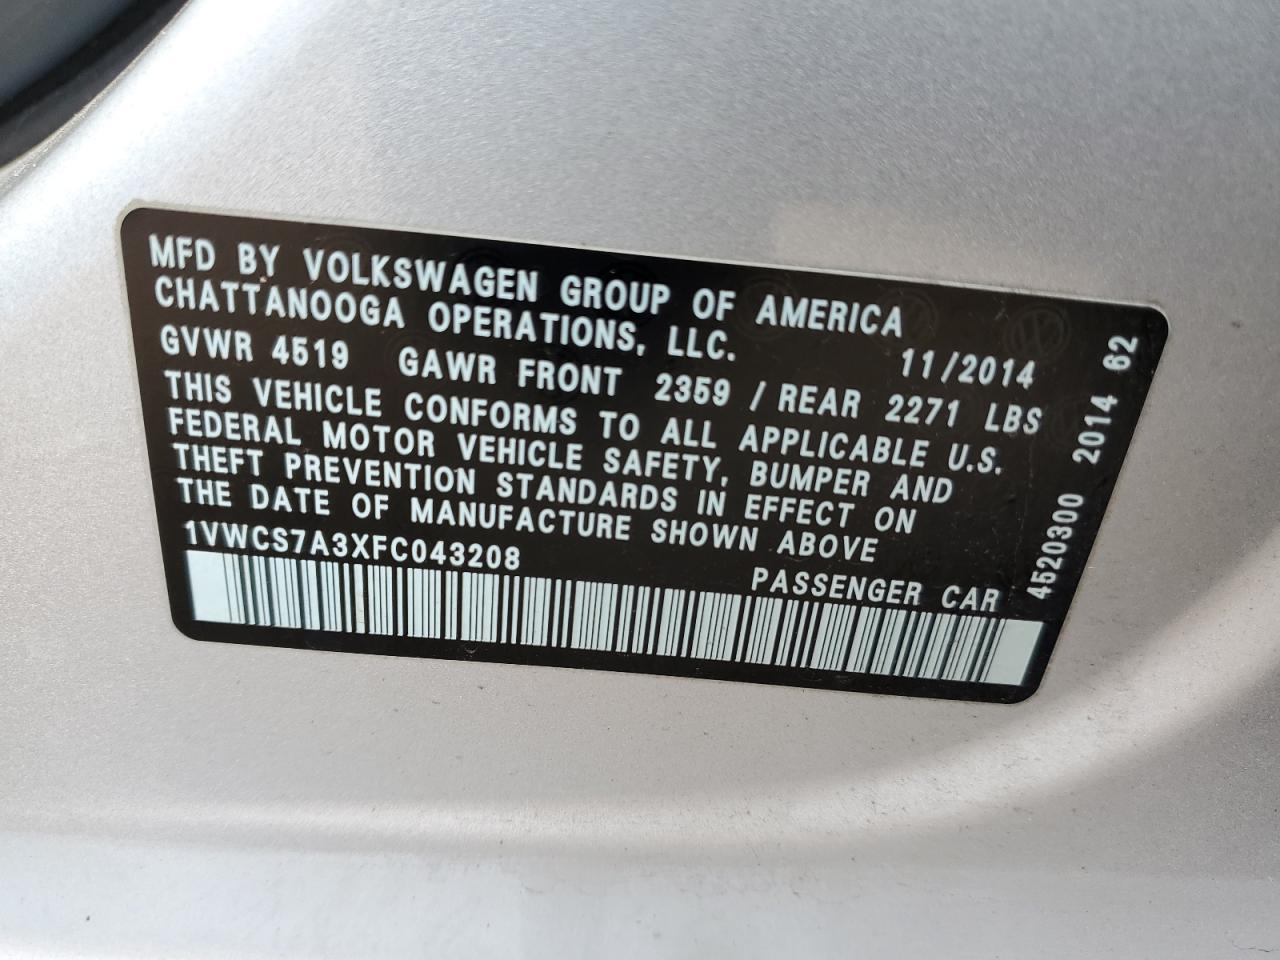 MFD BY VOLKSWAGEN GROUP OF AMERICA
CHATTANOOGA OPERATIONS, LLC.
11/2014
GVWR 4519 GAWR FRONT 2359 / REAR 2271 LBS
THIS VEHICLE CONFORMS TO ALL APPLICABLE U.S.
FEDERAL MOTOR VEHICLE SAFETY, BUMPER AND
THEFT PREVENTION STANDARDS IN EFFECT ON
THE DATE OF MANUFACTURE SHOWN ABOVE
1VWCS7A3XFC043208
PASSENGER CAR
4520300 2014 62